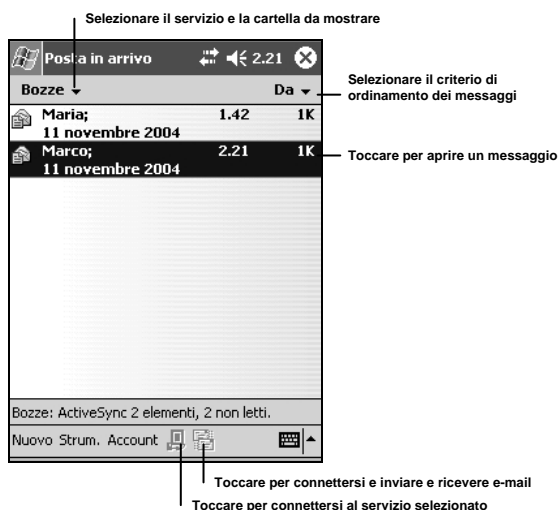 Selezionare il servizio e la cartella da mostrare
Posta in arrivo 2.21
Bozze Da
Selezionare il criterio di
ordinamento dei messaggi
Maria; 1.42 1K
11 novembre 2004
Marco; 2.21 1K
11 novembre 2004
Toccare per aprire un messaggio
Bozze: ActiveSync 2 elementi, 2 non letti.
Nuovo Strum. Account
Toccare per connettersi e inviare e ricevere e-mail
Toccare per connettersi al servizio selezionato